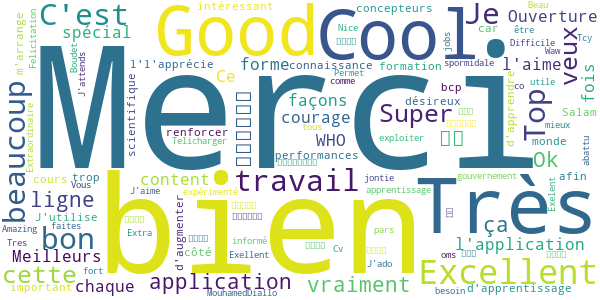 intéressant
Beau
C'est
Good
Cool
concepteurs
Je
Ouverture
Nice
Felicitation
m'arrange
spécial
J'attends
Boudet
l'l'apprécie
forme
connaissance
formation
car
jobs
être
Difficile
Tcy
Waw
Merci
Ce
Permet
comme
spormidale
l'aime
veux
fois
co
utile
scientifique
façons
désireux
bcp
d'apprendre
beaucoup
courage
Super
Top
Salam
mieux
Extraordinaire
renforcer
Telicharger
tous
WHO
exploiter
monde
abattu
performances
Ok
cours
trop
Vous
content
travail
jontie
gouvernement
afin
bien
Très
J'aime
expérimenté
apprentissage
Exelent
ligne
J'utilise
d'augmenter
ça
Amazing
faites
Extra
pars
bon
Tres
côté
informé
Cv
l'application
Meilleurs
Exellent
oms
cette
fort
J'ado
Excellent
important
chaque
application
vraiment
besoin
d'apprentissage
MouhamedDiallo